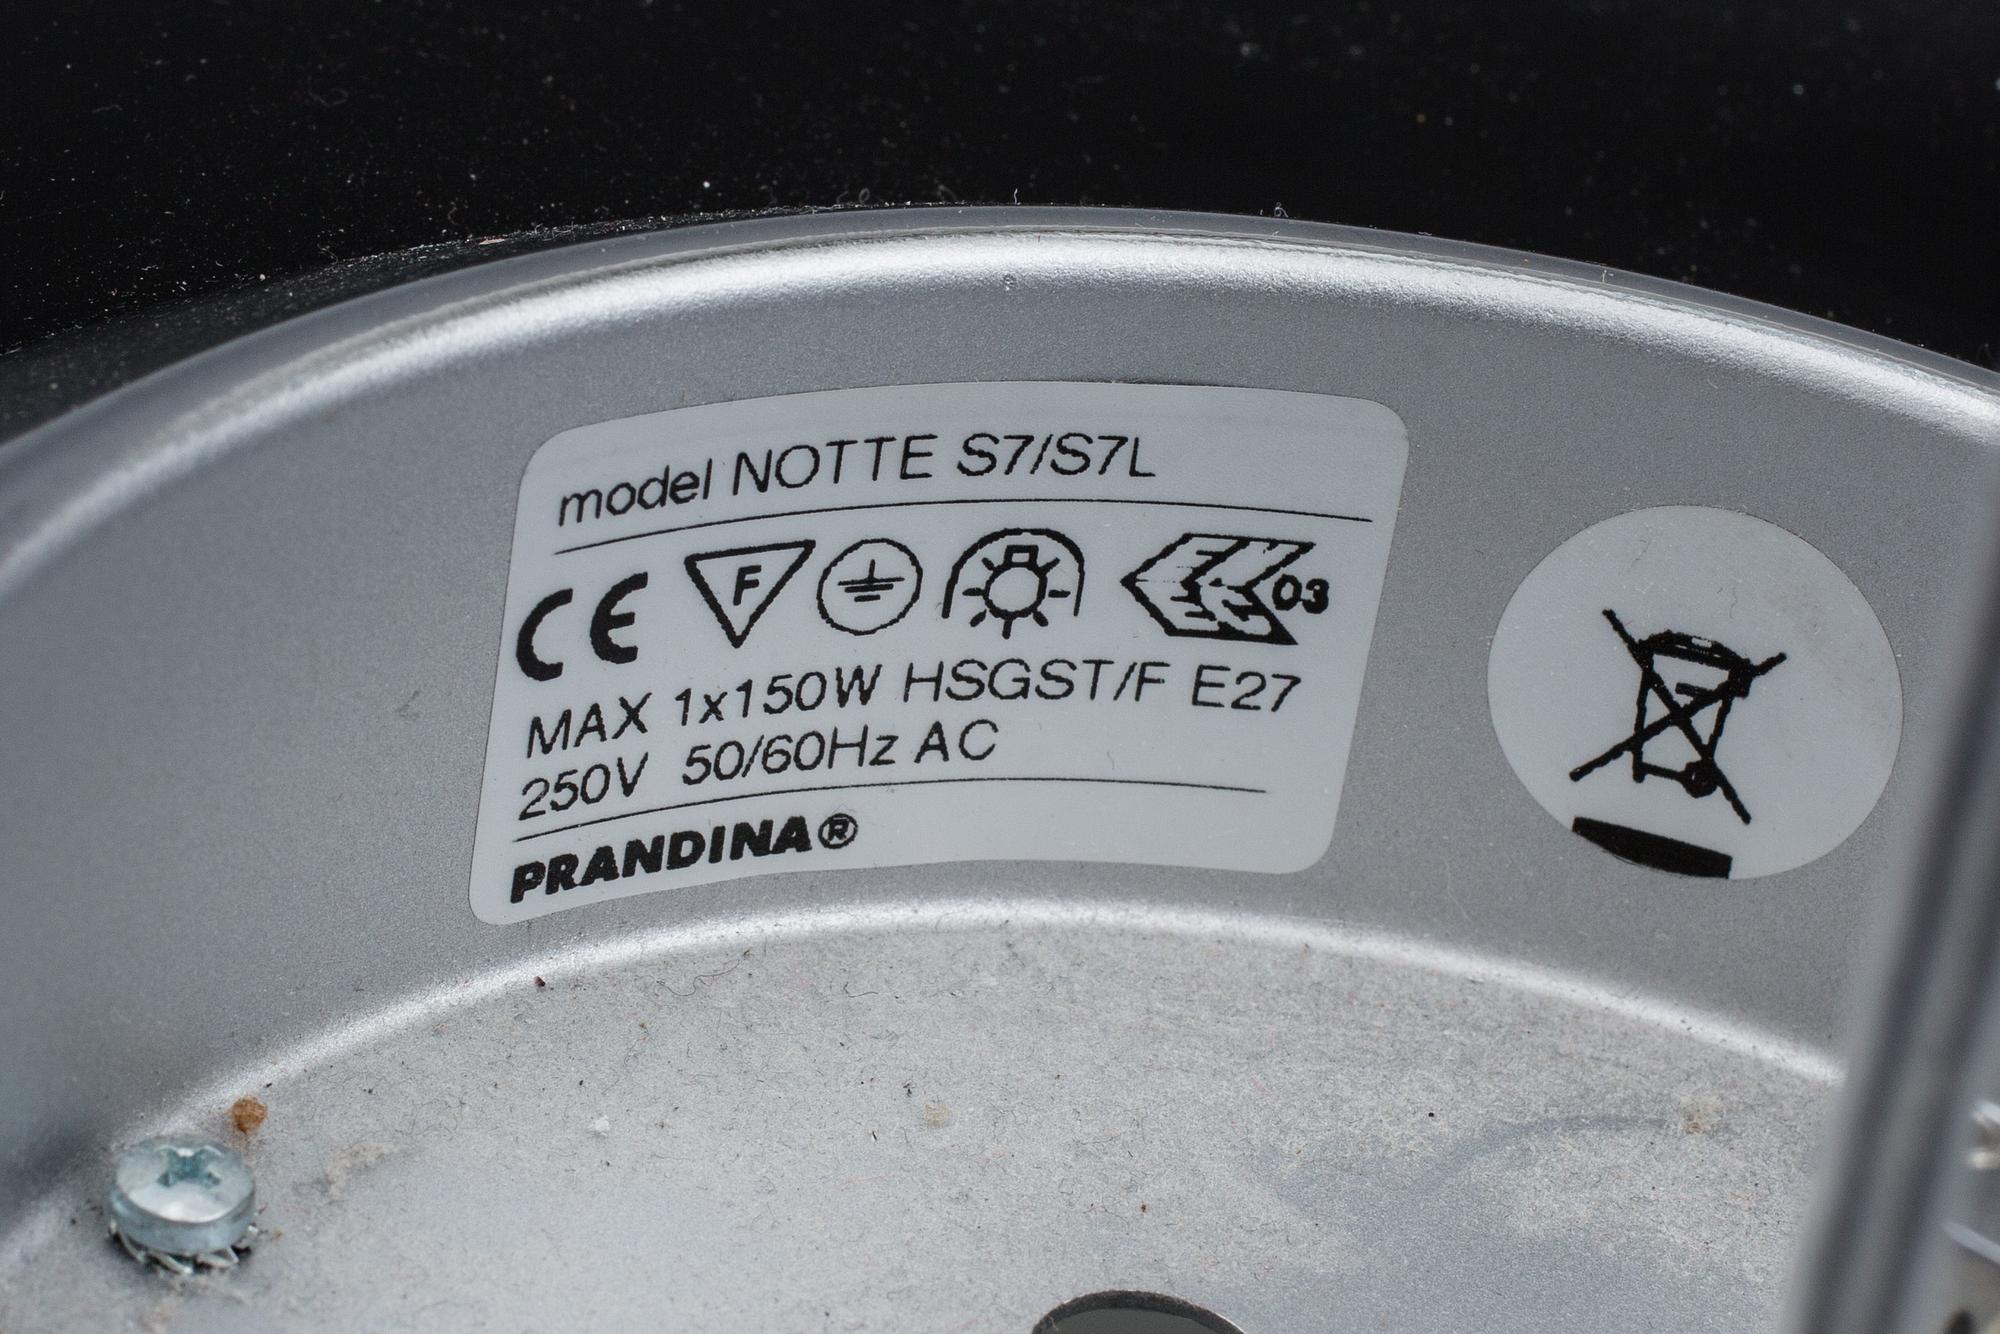 model NOTTE S7/S7L
CE F 03
MAX 1x150W HSGST/F E27
250V 50/60Hz AC
PRANDINA®